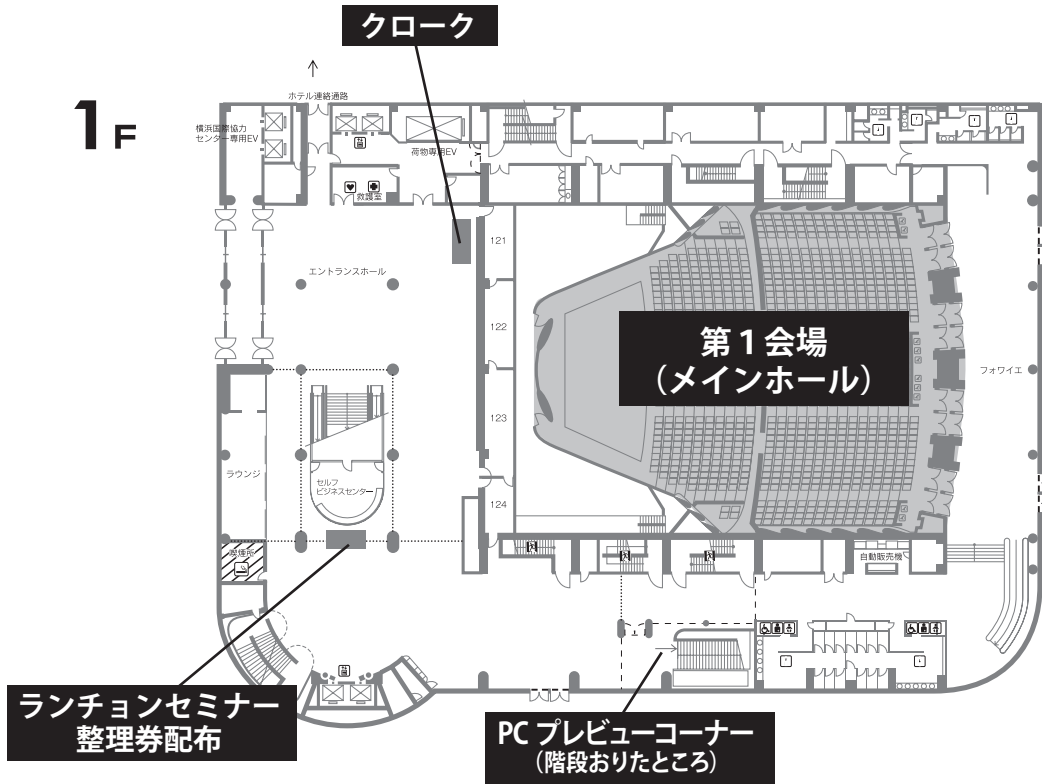 クローク
1F
ホテル連絡通路
横浜国際協力
センター専用EV
荷物専用EV
救護室
121
エントランスホール
122
第1会場
（メインホール）
フォワイエ
123
ラウンジ
セルフ
ビジネスセンター
124
喫煙所
自動販売機
ランチョンセミナー
整理券配布
PC プレビューコーナー
（階段おりたところ）